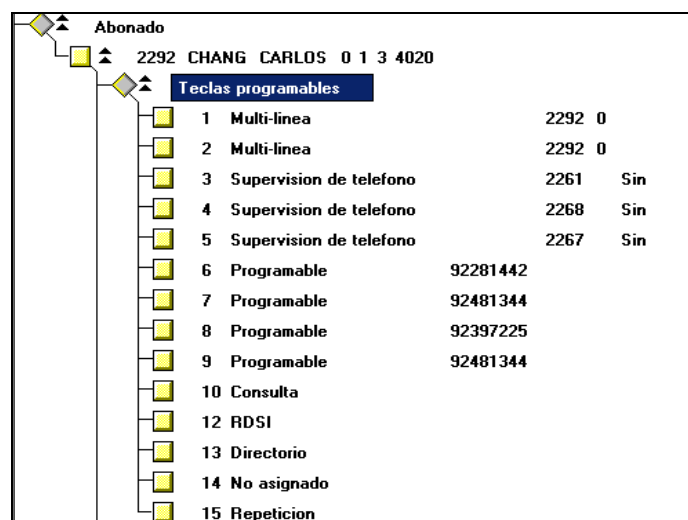 Abonado
2292 CHANG CARLOS 0 1 3 4020
Teclas programables
1 Multi-linea 2292 0
2 Multi-linea 2292 0
3 Supervision de telefono 2261 Sin
4 Supervision de telefono 2268 Sin
5 Supervision de telefono 2267 Sin
6 Programable 92281442
7 Programable 92481344
8 Programable 92397225
9 Programable 92481344
10 Consulta
12 RDSI
13 Directorio
14 No asignado
15 Repeticion